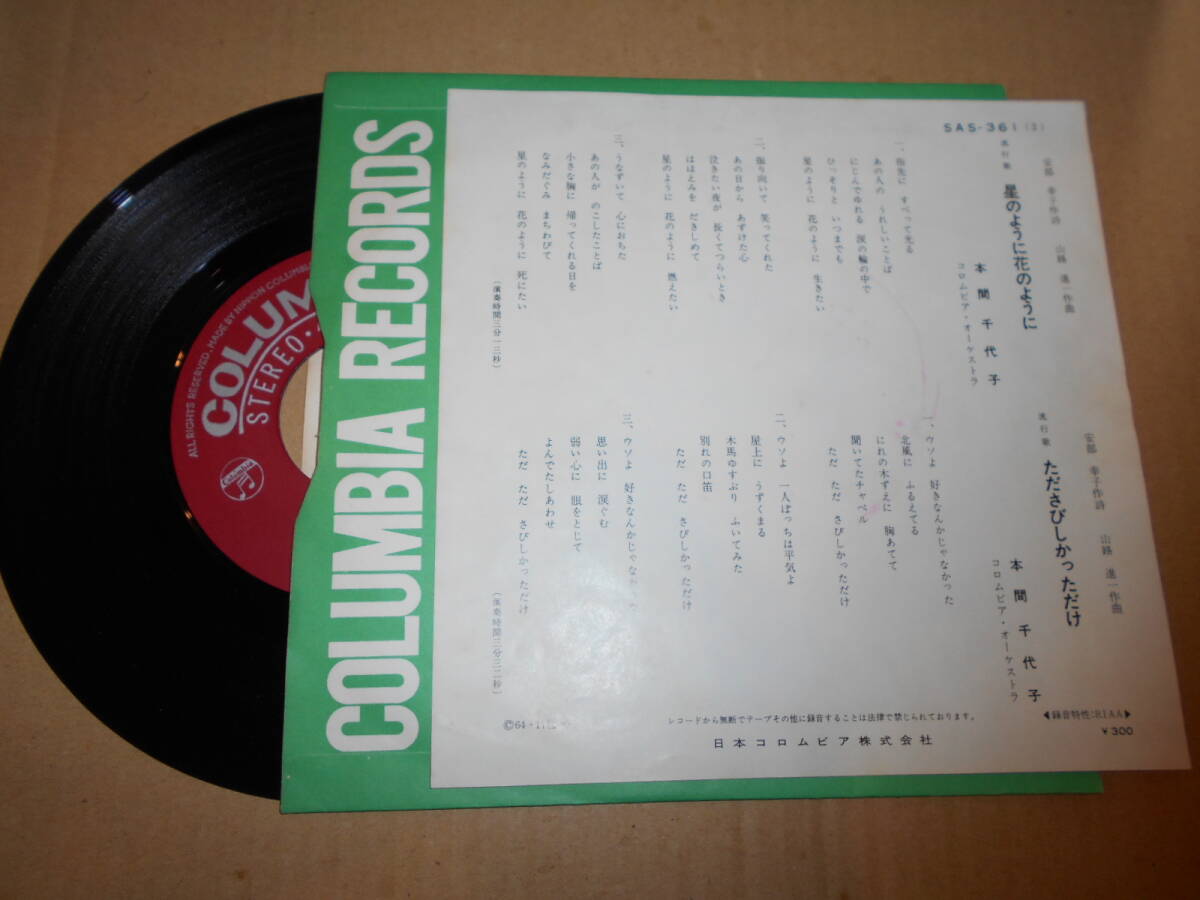 ALL RIGHTS RESERVED. MADE BY NIPPON COLUMB
COLUM
STEREO
Columbia
COLUMBIA RECORDS
SAS-361 (2)
流行歌
星のように花のように
安部 幸子作詩
山路 進一作曲
本間千代子
コロムビア・オーケストラ
一、指先に すべって光る
あの人の うれしいことば
にじんでゆれる 涙の輪の中で
ひっそりと いつまでも
星のように 花のように 生きたい
二、振り向いて 笑ってくれた
あの日から あずけた心
泣きたい夜が 長くてつらいとき
ほほえみを だきしめて
星のように 花のように 燃えたい
三、うなずいて 心におちた
あの人が のこしたことば
小さな胸に 帰ってくれる日を
なみだぐみ まちわびて
星のように 花のように 死にたい
(演奏時間三分一三秒)
流行歌
たださびしかっただけ
安部 幸子作詩
山路 進一作曲
本間千代子
コロムビア・オーケストラ
一、ウソよ 好きなんかじゃなかった
北風に ふるえてる
にれの木ずえに 胸あてて
聞いてたチャペル
ただ ただ さびしかっただけ
二、ウソよ 一人ぼっちは平気よ
屋上に うずくまる
木馬ゆすぶり ふいてみた
別れの口笛
ただ ただ さびしかっただけ
三、ウソよ 好きなんかじゃな
思い出に 涙ぐむ
弱い心に 眼をとじて
よんでたしあわせ
ただ ただ さびしかっただけ
(演奏時間三分三二秒)
©64・11
レコードから無断でテープその他に録音することは法律で禁じられております。
日本コロムビア株式会社
◀録音特性:RIAA▶
¥300